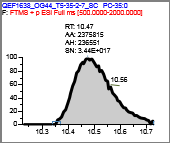 QEF1638_OG44_T5-35-2-7_SC PC-35:0
F: FTMS + p ESI Full ms [500.0000-2000.0000]
RT: 10.47
AA: 2375815
AH: 236551
SN: 3.44E+017
100
80
60
40
20
0
10.56
10.3 10.4 10.5 10.6 10.7